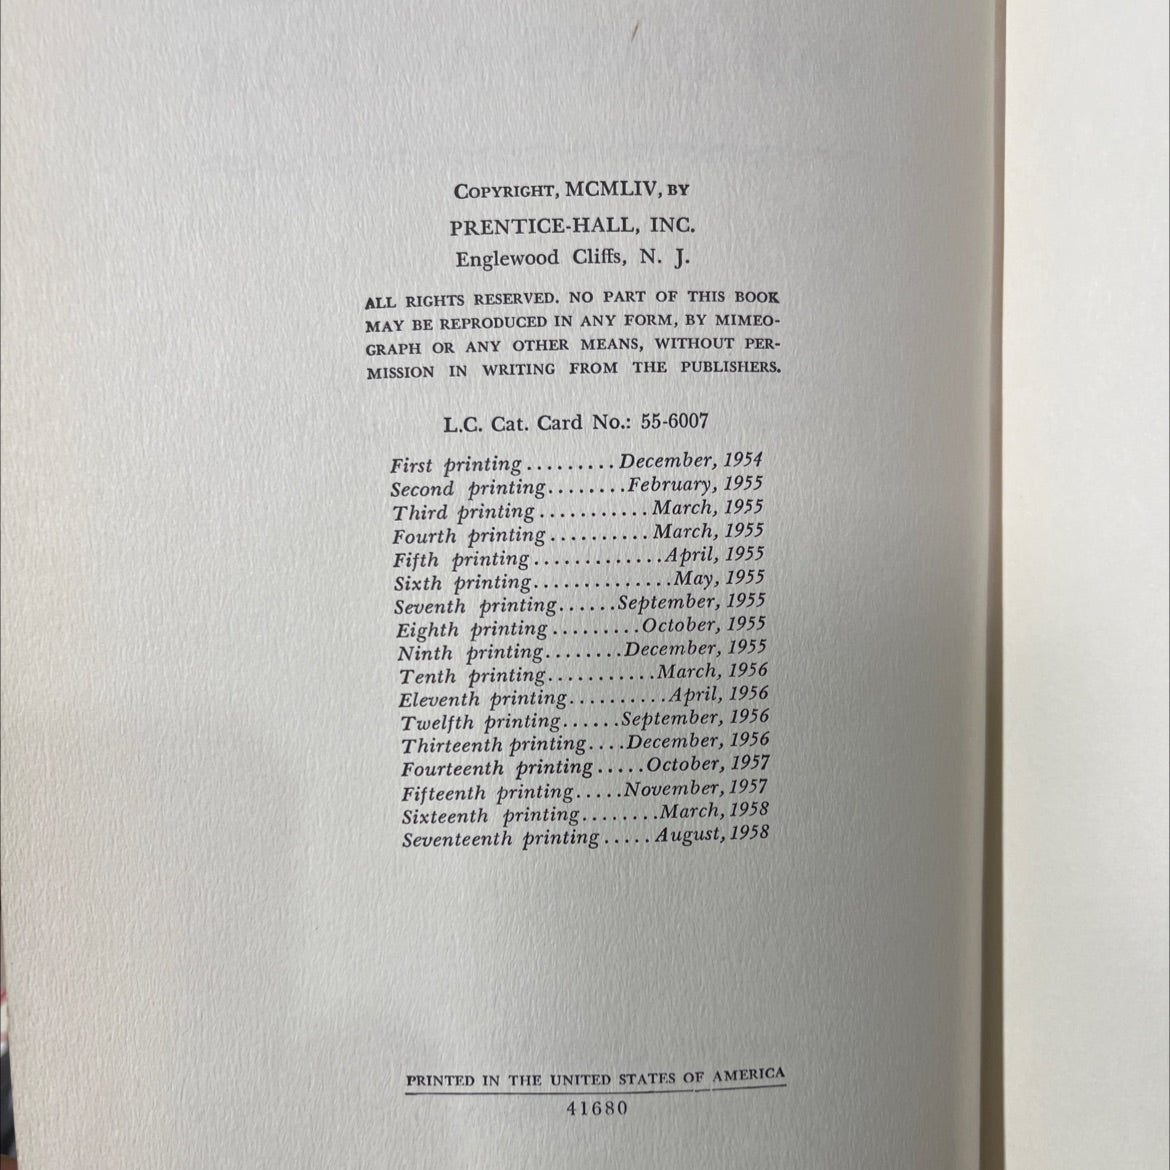 COPYRIGHT, MCMLIV, BY
PRENTICE-HALL, INC.
Englewood Cliffs, N. J.
ALL RIGHTS RESERVED. NO PART OF THIS BOOK
MAY BE REPRODUCED IN ANY FORM, BY MIMEO-
GRAPH OR ANY OTHER MEANS, WITHOUT PER-
MISSION IN WRITING FROM THE PUBLISHERS.
L.C. Cat. Card No.: 55-6007
First printing.........December, 1954
Second printing........February, 1955
Third printing...........March, 1955
Fourth printing..........March, 1955
Fifth printing.............April, 1955
Sixth printing..............May, 1955
Seventh printing......September, 1955
Eighth printing.........October, 1955
Ninth printing........December, 1955
Tenth printing...........March, 1956
Eleventh printing..........April, 1956
Twelfth printing......September, 1956
Thirteenth printing....December, 1956
Fourteenth printing.....October, 1957
Fifteenth printing.....November, 1957
Sixteenth printing........March, 1958
Seventeenth printing.....August, 1958
PRINTED IN THE UNITED STATES OF AMERICA
41680